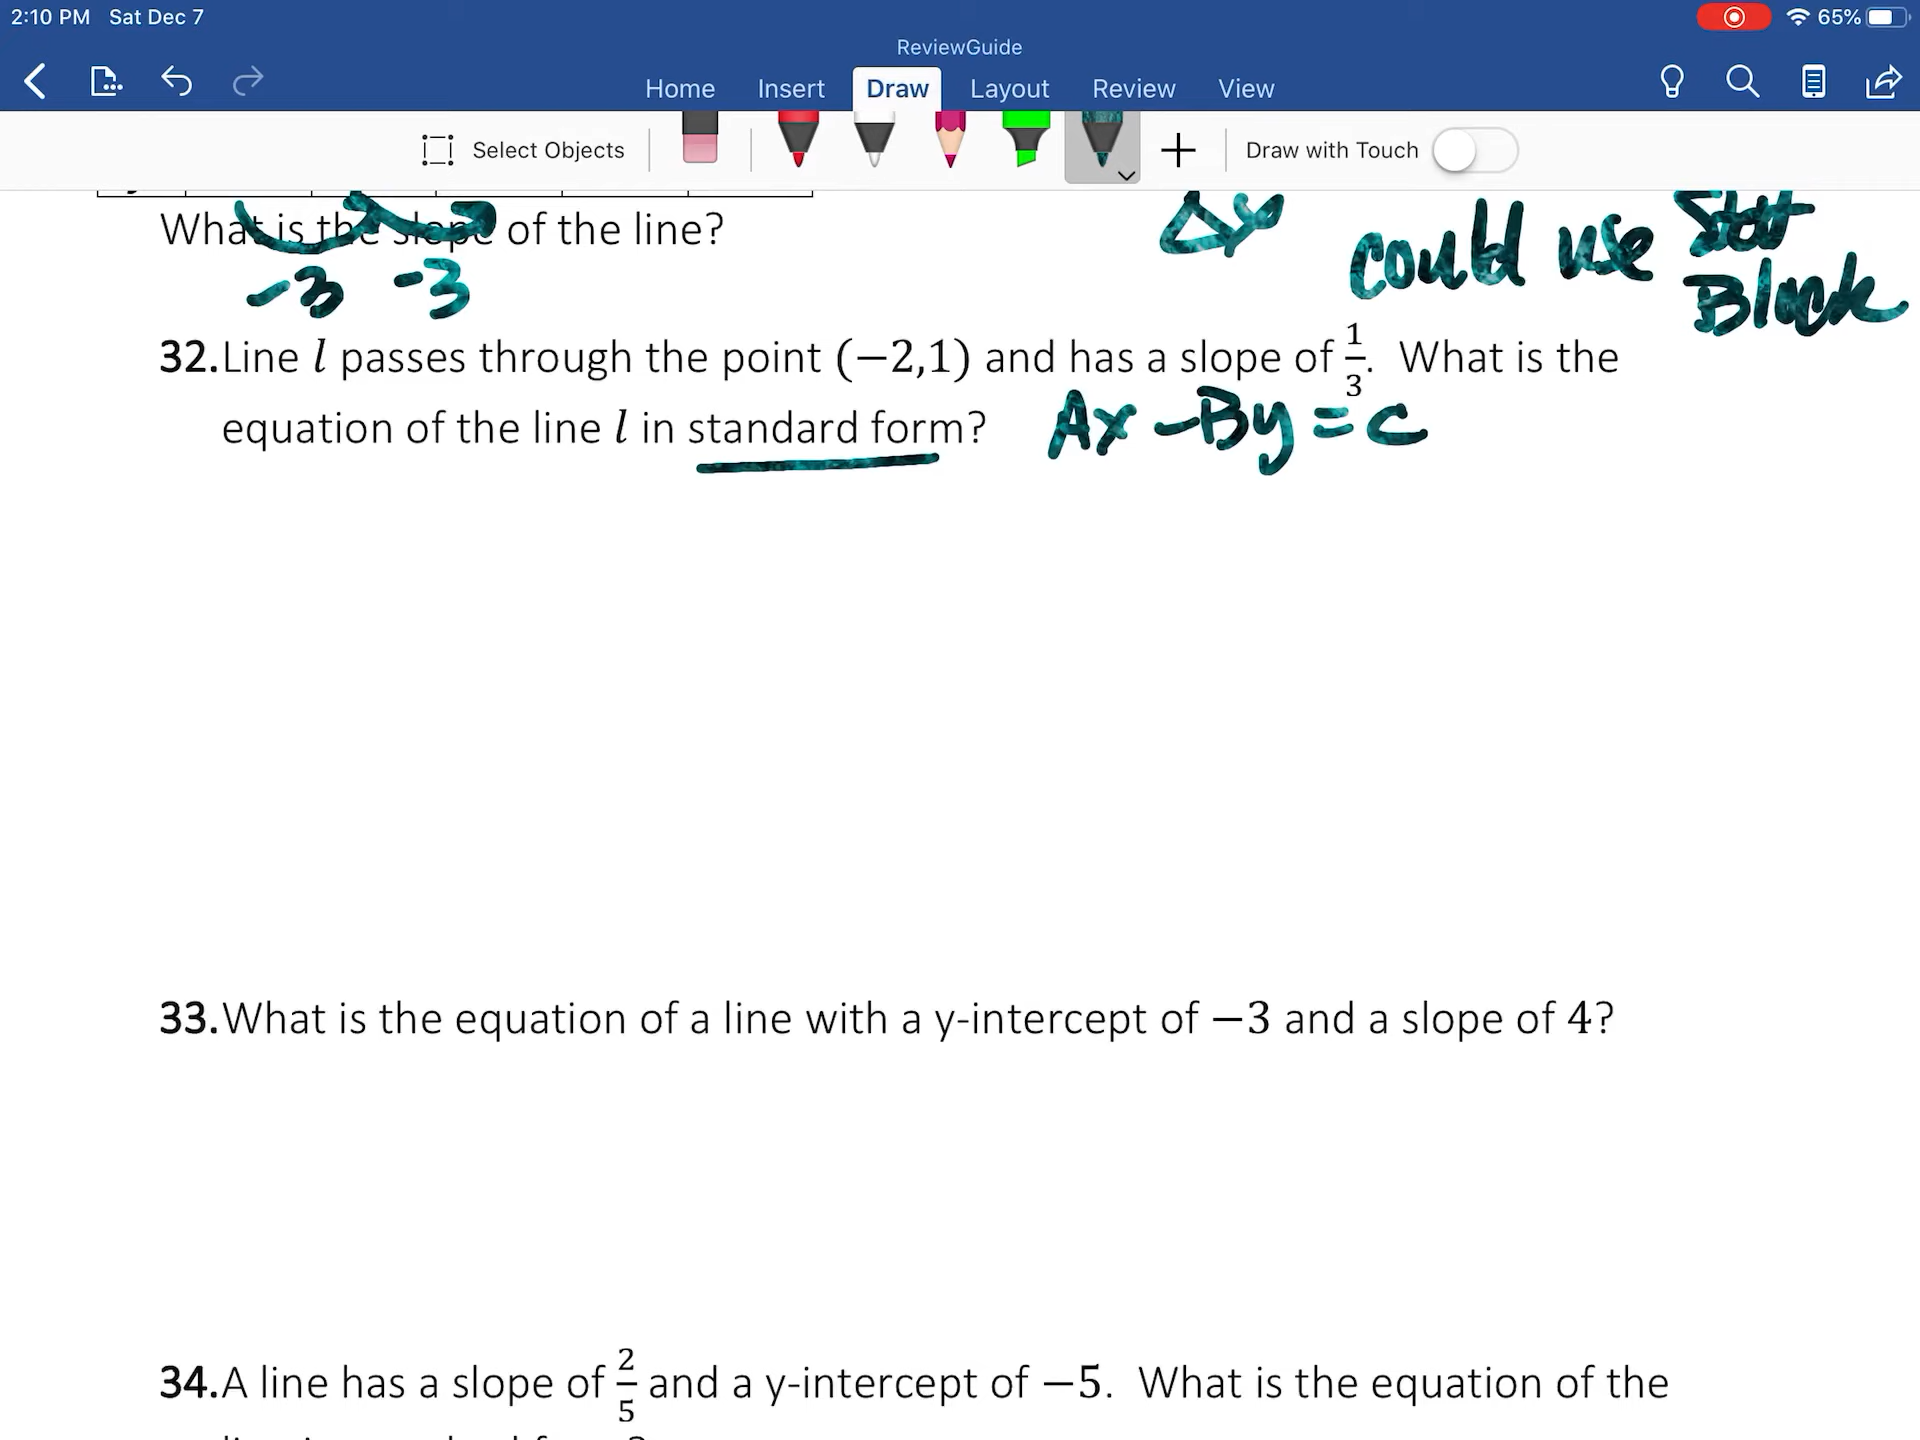 2:10 PM Sat Dec 7
65%
ReviewGuide
Home Insert Draw Layout Review View
Select Objects
Draw with Touch
What is the slope of the line?
-3 -3
Δx
could use Stat
Block
32. Line l passes through the point (−2,1) and has a slope of 1/3. What is the
equation of the line l in standard form? Ax -By = C
33. What is the equation of a line with a y-intercept of −3 and a slope of 4?
34. A line has a slope of 2/5 and a y-intercept of −5. What is the equation of the